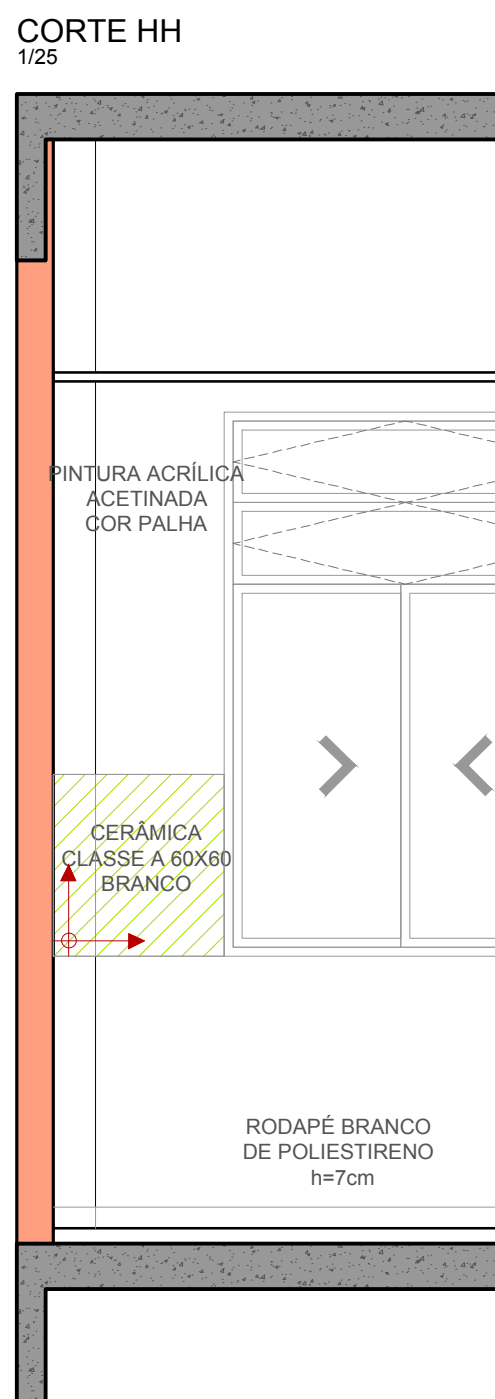 CORTE HH
1/25
PINTURA ACRÍLICA
ACETINADA
COR PALHA
CERÂMICA
CLASSE A 60X60
BRANCO
RODAPÉ BRANCO
DE POLIESTIRENO
h=7cm